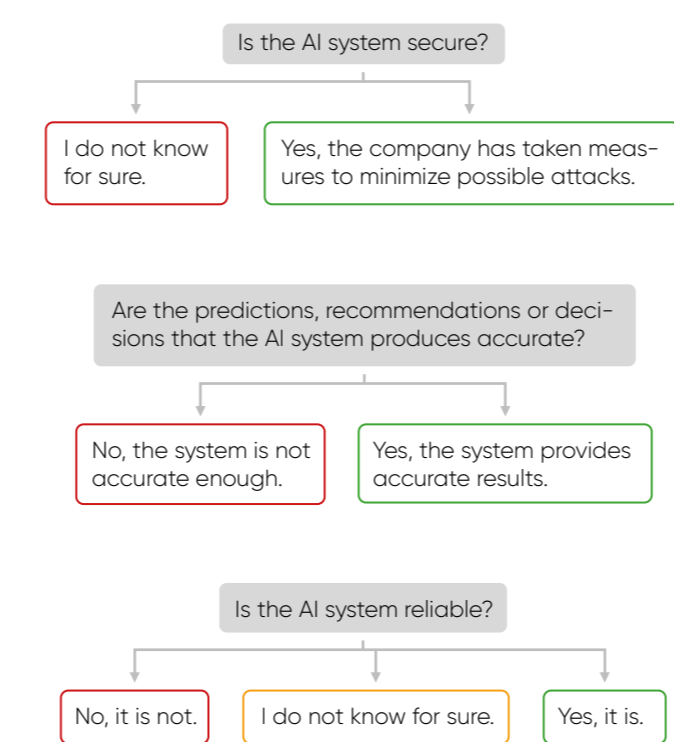 Is the AI system secure?
I do not know
for sure.
Yes, the company has taken meas-
ures to minimize possible attacks.
Are the predictions, recommendations or deci-
sions that the AI system produces accurate?
No, the system is not
accurate enough.
Yes, the system provides
accurate results.
Is the AI system reliable?
No, it is not.
I do not know for sure.
Yes, it is.